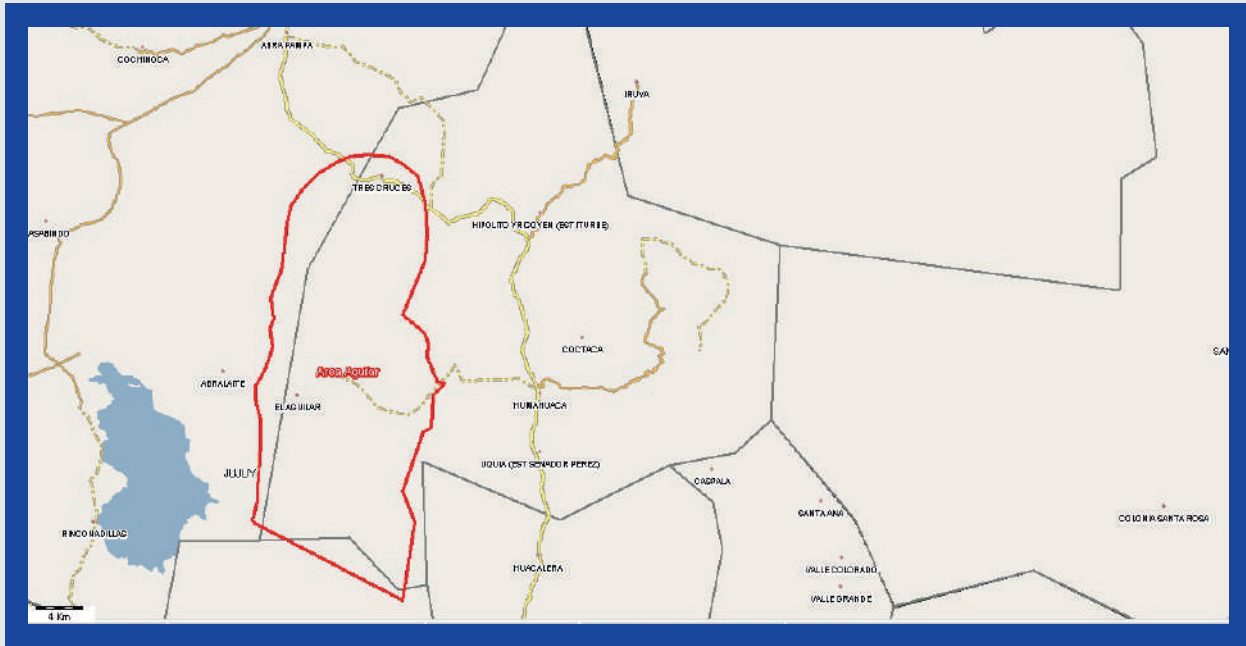 ABRA PAMPA
COCHINOCA
IRUYA
TRES CRUCES
HIPOLITO YRIGOYEN (EST ITURBE)
ASABINDO
COCTACA
SAN
Area Aguilar
ABRALAITE
EL AGUILAR
HUMAHUACA
UQUIA (EST SENADOR PEREZ)
JUJUY
CASPALA
SANTA ANA
COLONIA SANTA ROSA
RINCONADILLAS
HUACALERA
VALLE COLORADO
VALLE GRANDE
4 Km